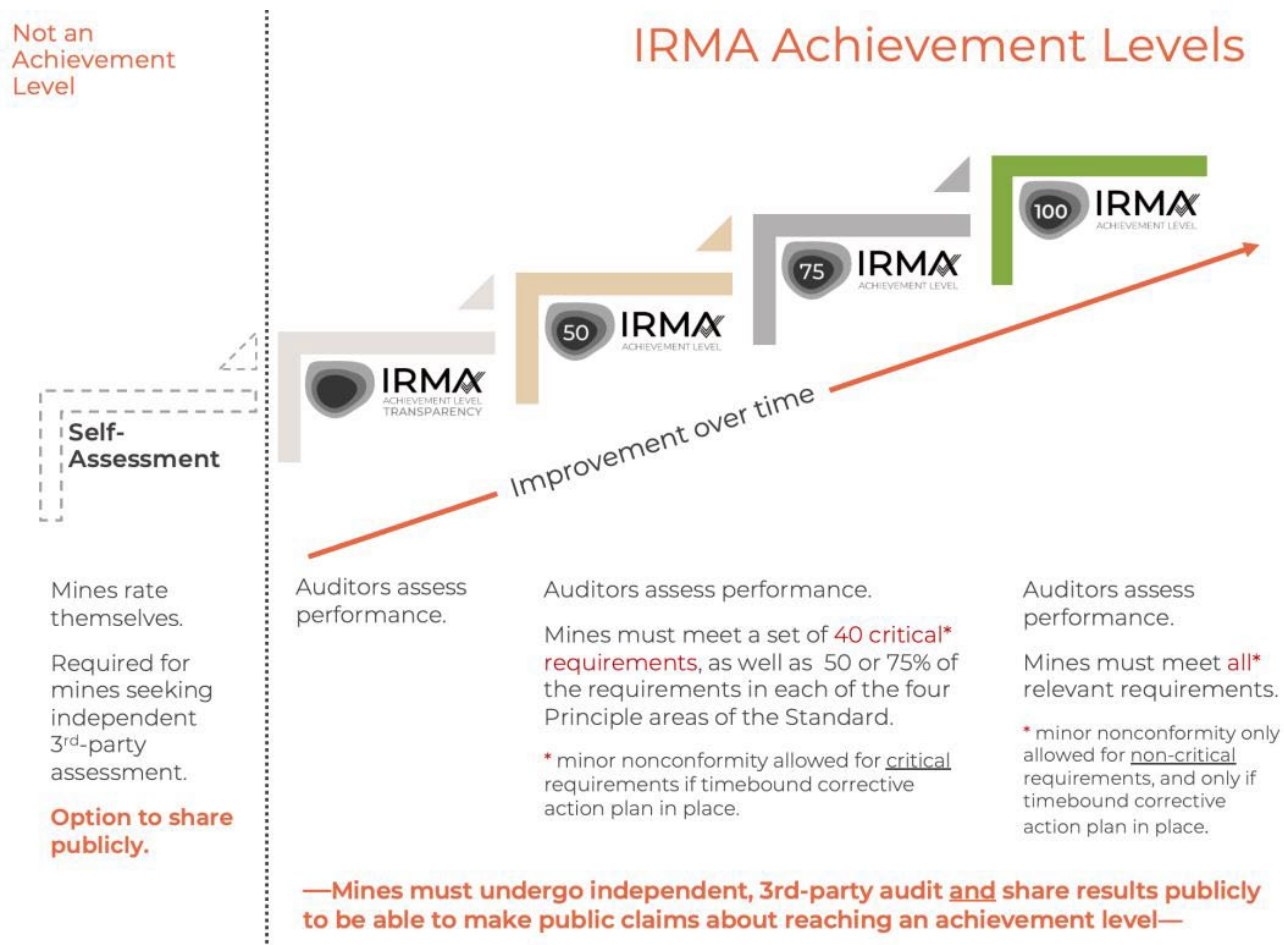 Not an
Achievement
Level
IRMA Achievement Levels
Self-
Assessment
IRMA
ACHIEVEMENT LEVEL
TRANSPARENCY
50
IRMA
ACHIEVEMENT LEVEL
75
IRMA
ACHIEVEMENT LEVEL
100
IRMA
ACHIEVEMENT LEVEL
Improvement over time
Mines rate
themselves.
Required for
mines seeking
independent
3rd-party
assessment.
Option to share
publicly.
Auditors assess
performance.
Auditors assess performance.
Mines must meet a set of 40 critical*
requirements, as well as 50 or 75% of
the requirements in each of the four
Principle areas of the Standard.
* minor nonconformity allowed for critical
requirements if timebound corrective
action plan in place.
Auditors assess
performance.
Mines must meet all*
relevant requirements.
* minor nonconformity only
allowed for non-critical
requirements, and only if
timebound corrective
action plan in place.
—Mines must undergo independent, 3rd-party audit and share results publicly
to be able to make public claims about reaching an achievement level—